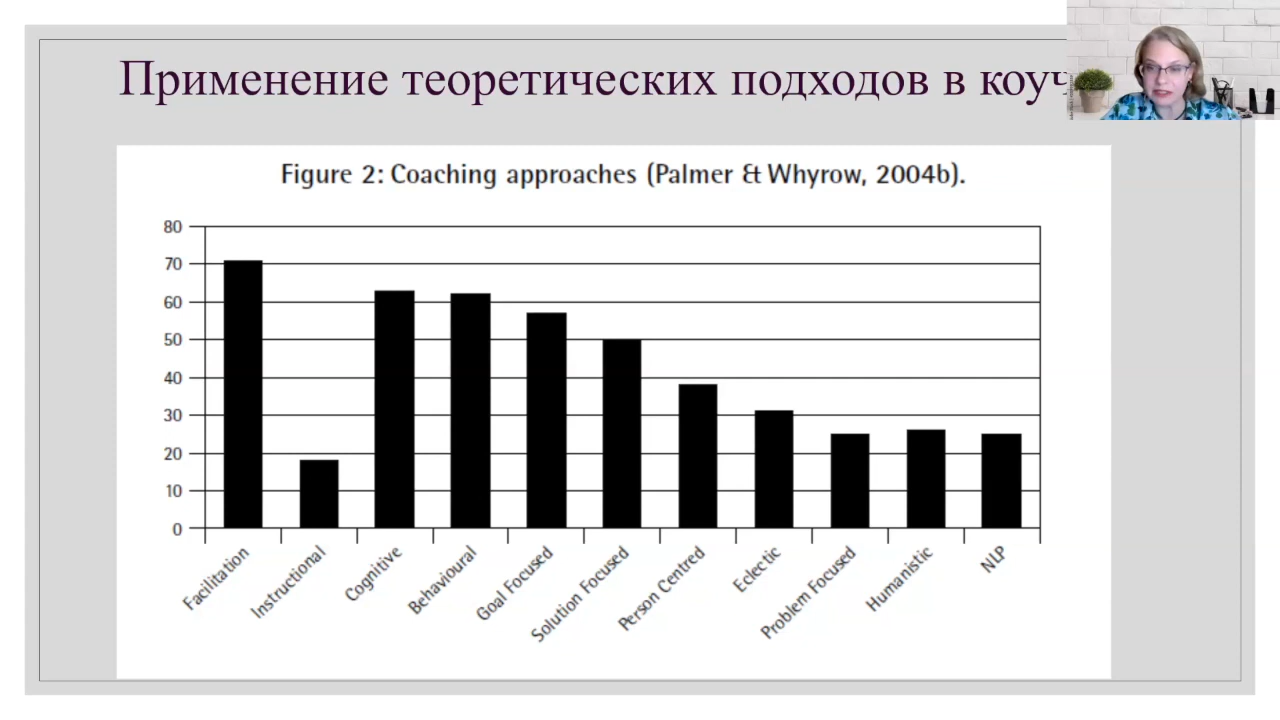 Применение теоретических подходов в коуч
Figure 2: Coaching approaches (Palmer & Whyrow, 2004b).
80
70
60
50
40
30
20
10
0
Facilitation
Instructional
Cognitive
Behavioural
Goal Focused
Solution Focused
Person Centred
Eclectic
Problem Focused
Humanistic
NLP